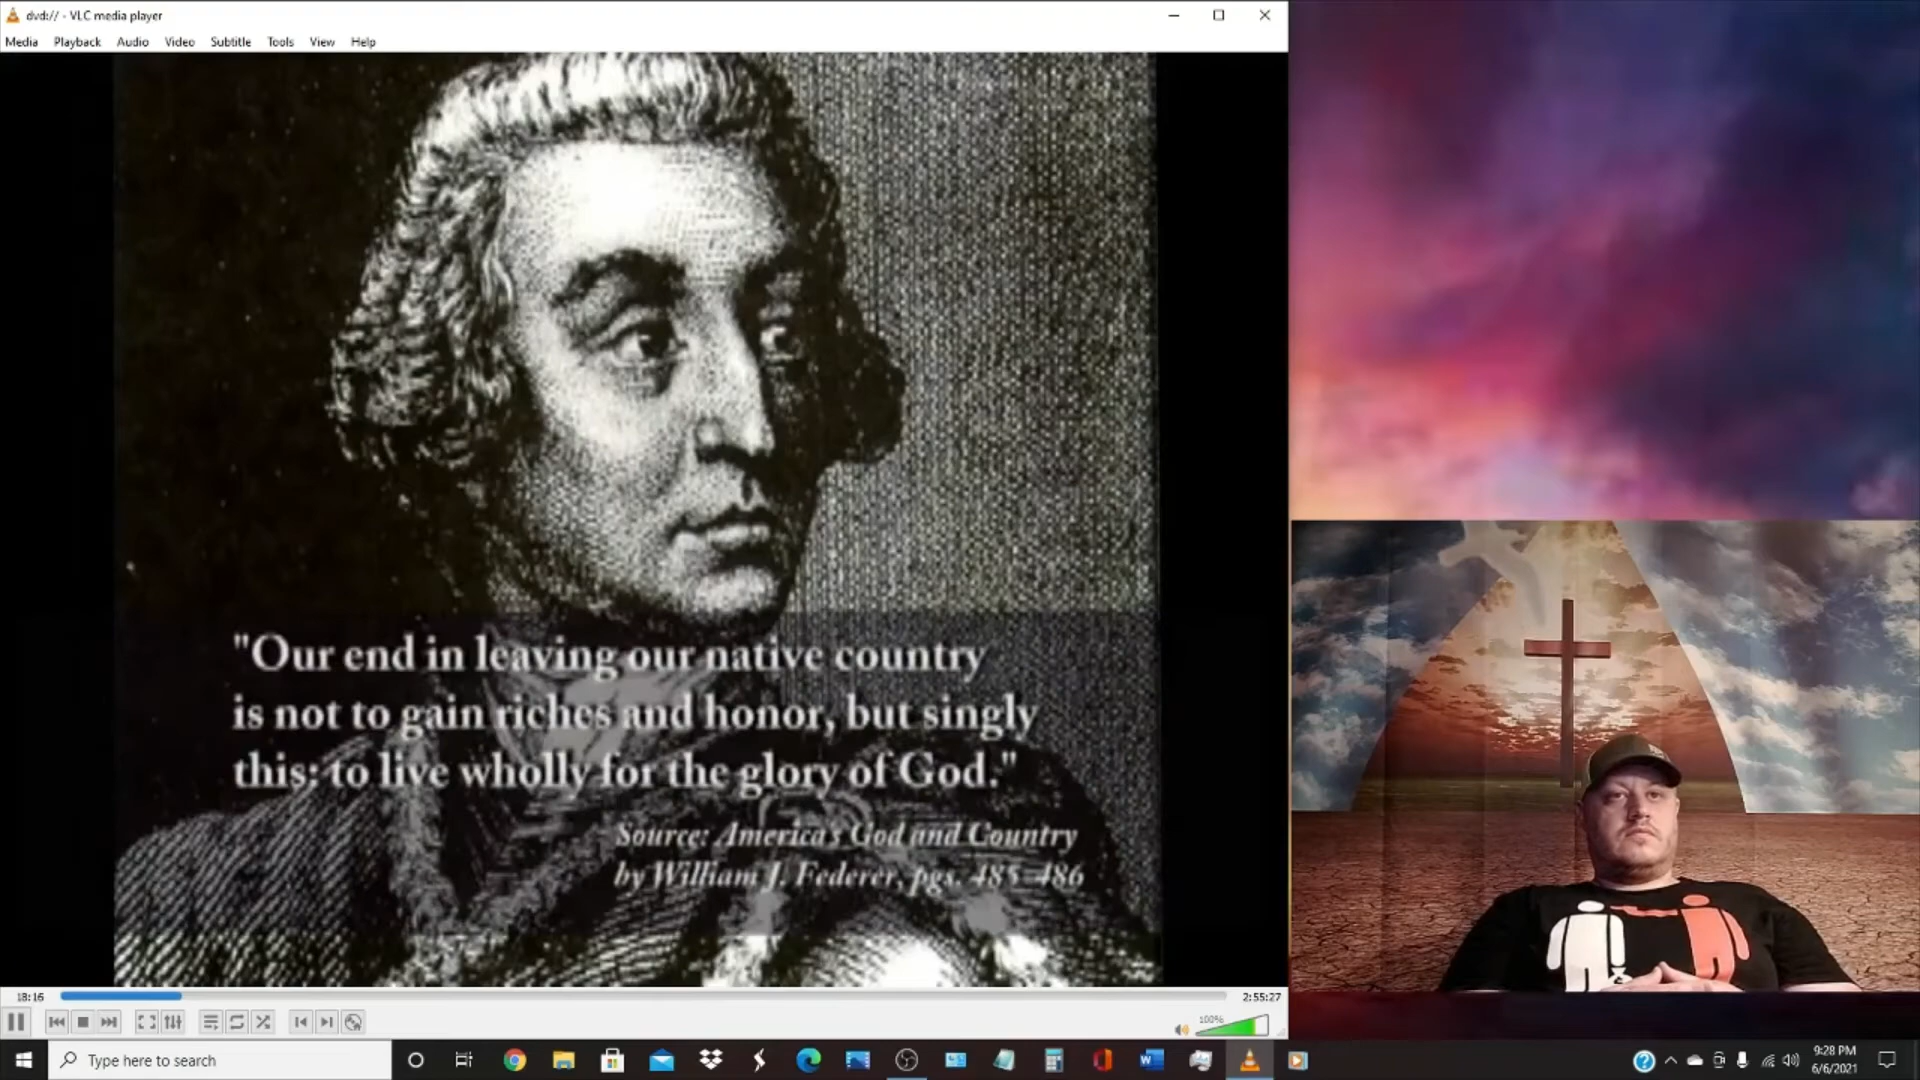 dvd:// - VLC media player
Media Playback Audio Video Subtitle Tools View Help
"Our end in leaving our native country
is not to gain riches and honor, but singly
this: to live wholly for the glory of God."
Source: America's God and Country
by William J. Federer, pgs. 485-486
18:16
2:55:27
100%
Type here to search
9:28 PM
6/6/2021